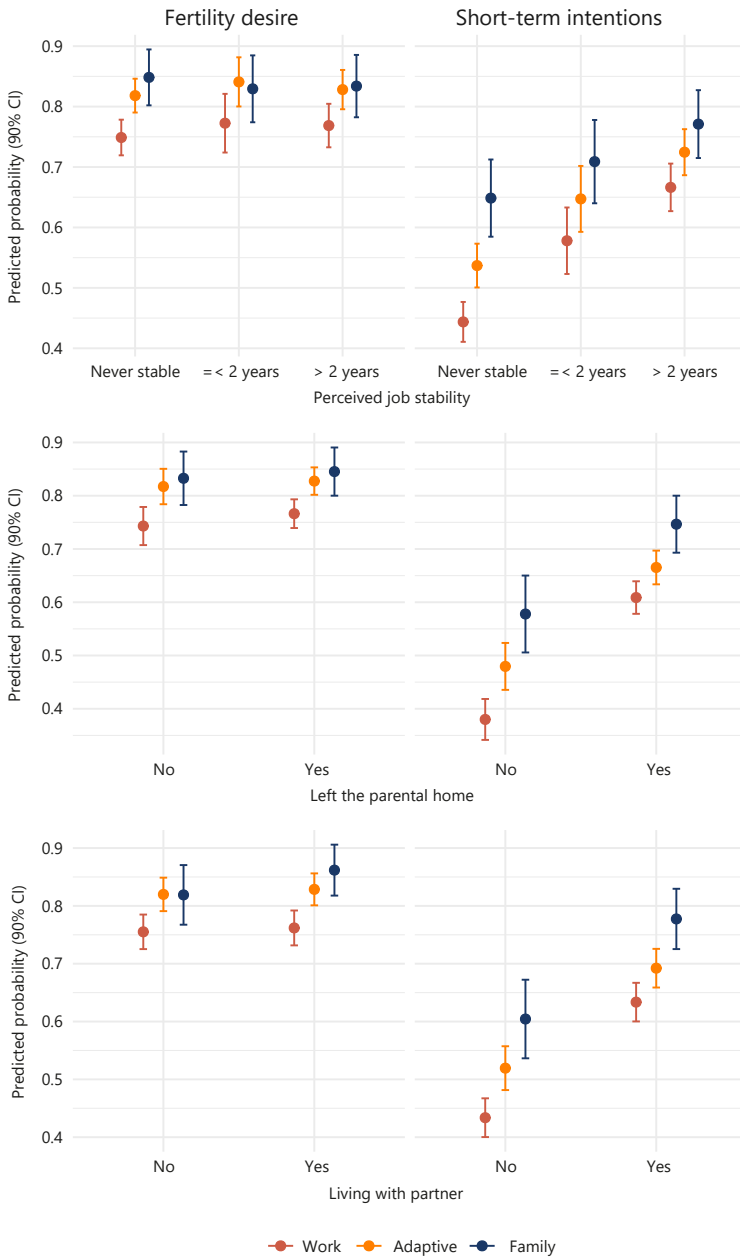 Fertility desire Short-term intentions
Predicted probability (90% CI)
0.9
0.8
0.7
0.6
0.5
0.4
Never stable =< 2 years > 2 years Never stable =< 2 years > 2 years
Perceived job stability
Predicted probability (90% CI)
0.9
0.8
0.7
0.6
0.5
0.4
No Yes No Yes
Left the parental home
Predicted probability (90% CI)
0.9
0.8
0.7
0.6
0.5
0.4
No Yes No Yes
Living with partner
Work Adaptive Family